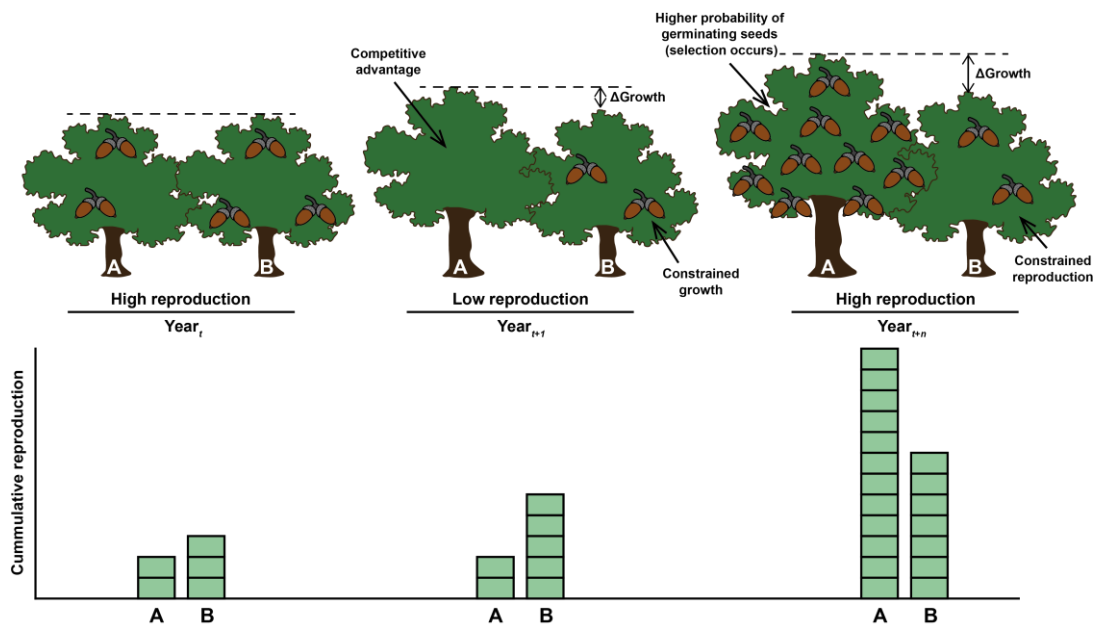 Competitive
advantage
ΔGrowth
Higher probability of
germinating seeds
(selection occurs)
ΔGrowth
A
B
A
B
A
B
Constrained
growth
Constrained
reproduction
High reproduction
Low reproduction
High reproduction
Year t
Year t+1
Year t+n
Cummulative reproduction
A
B
A
B
A
B